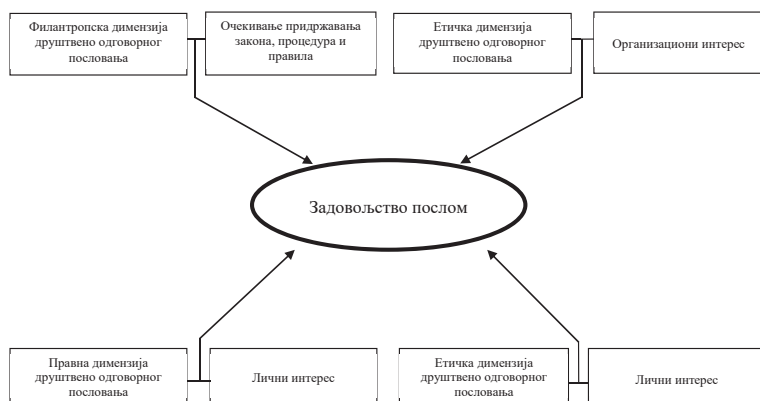 Филантропска димензија
друштвено одговорног
пословања
Очекивање придржавања
закона, процедура и
правила
Етичка димензија
друштвено одговорног
пословања
Организациони интерес
Задовољство послом
Правна димензија
друштвено одговорног
пословања
Лични интерес
Етичка димензија
друштвено одговорног
пословања
Лични интерес